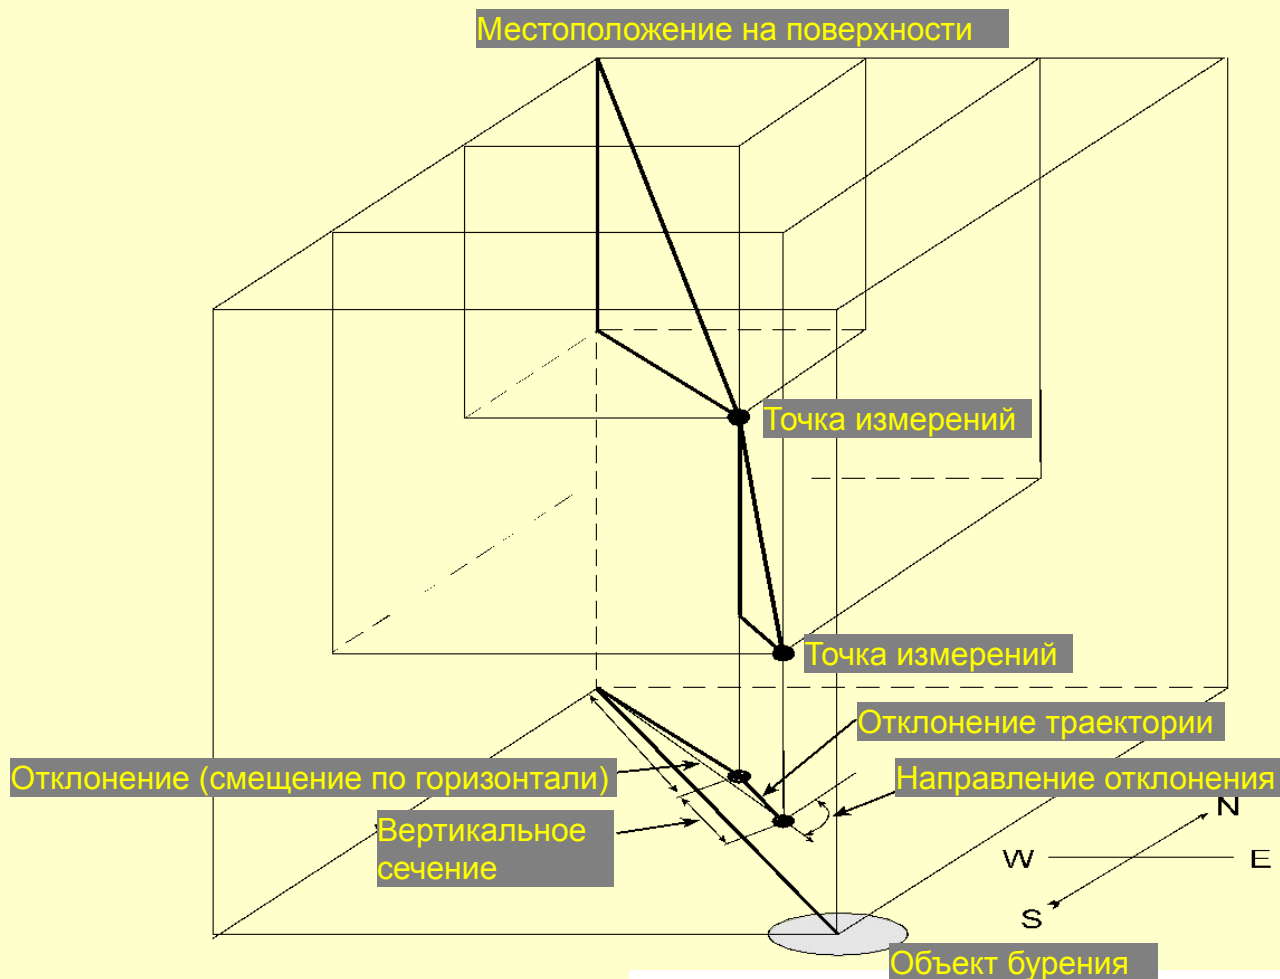 Местоположение на поверхности
Точка измерений
Точка измерений
Отклонение траектории
Отклонение (смещение по горизонтали)
Направление отклонения
N
Вертикальное
сечение
W E
S
Объект бурения